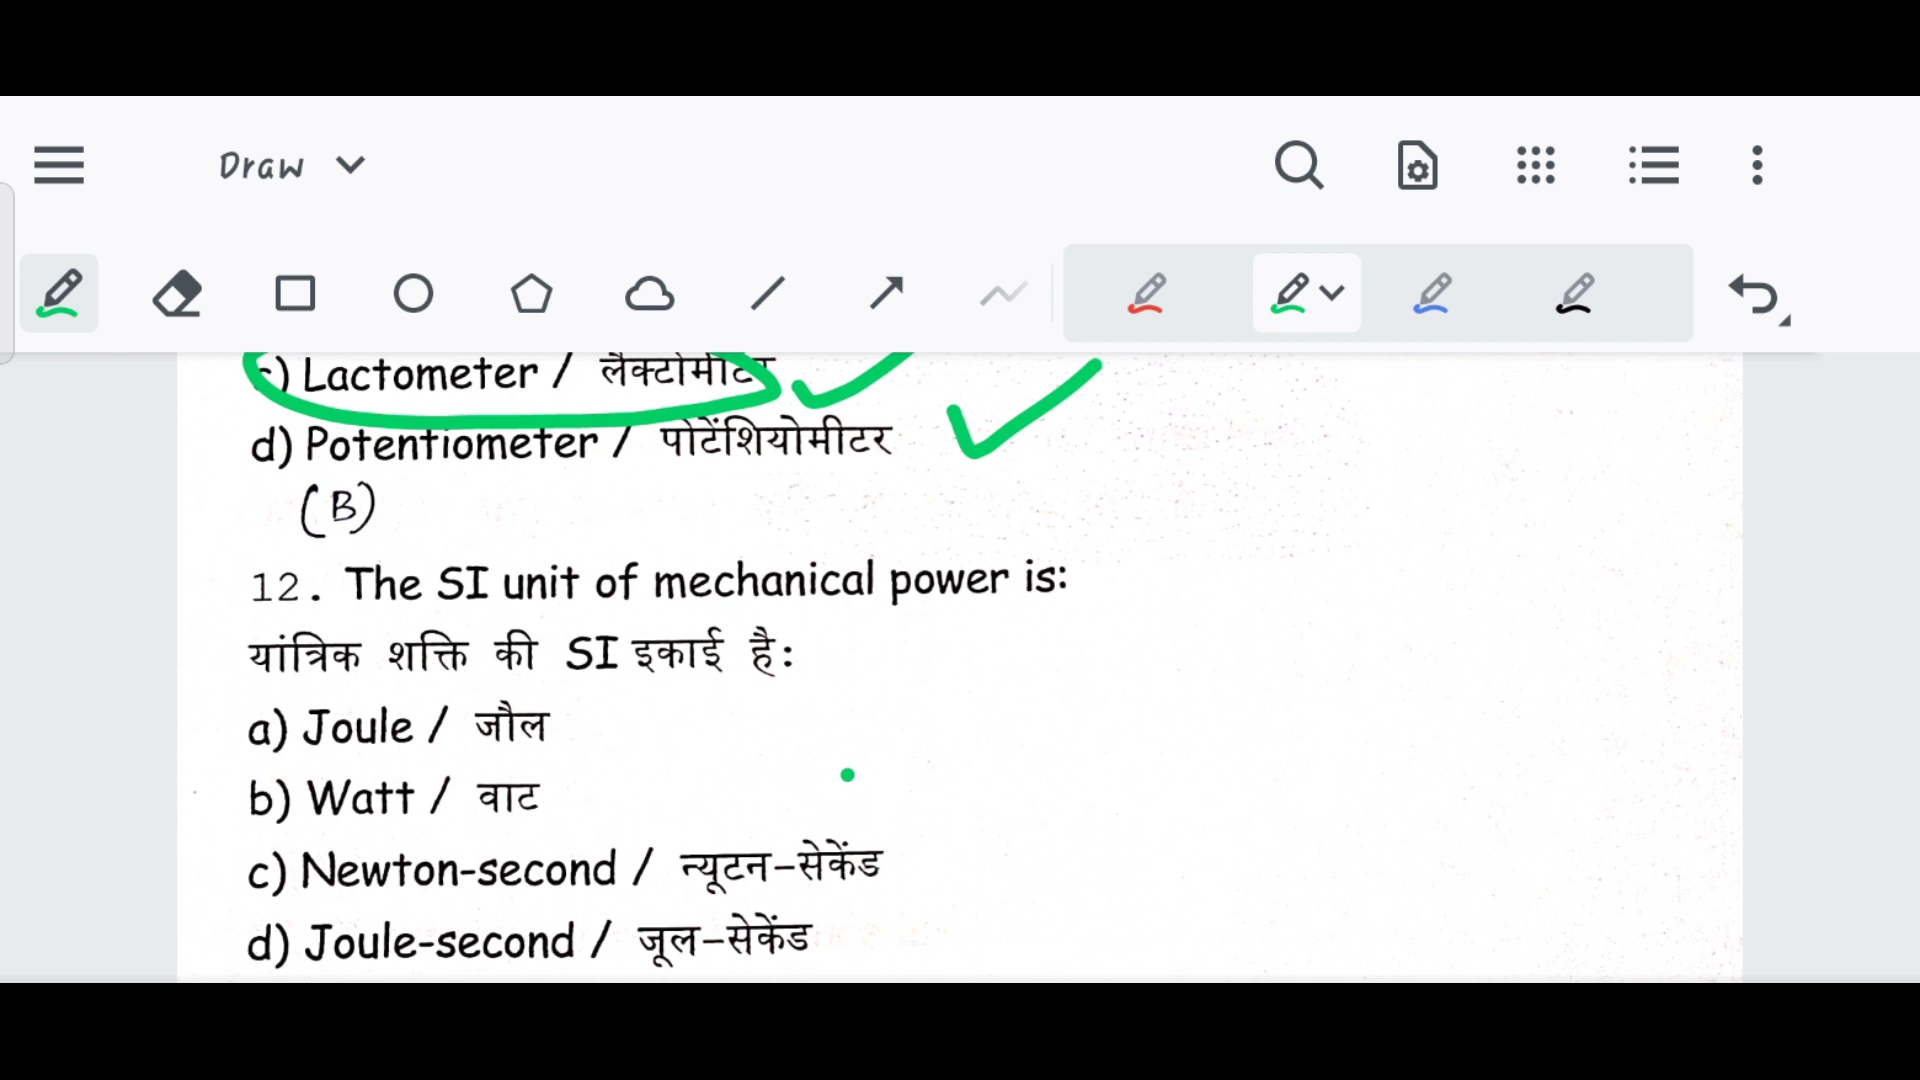 Draw
c) Lactometer / लैक्टोमीटर
d) Potentiometer / पोटेंशियोमीटर
(B)
12. The SI unit of mechanical power is:
यांत्रिक शक्ति की SI इकाई है:
a) Joule / जौल
b) Watt / वाट
c) Newton-second / न्यूटन-सेकेंड
d) Joule-second / जूल-सेकेंड